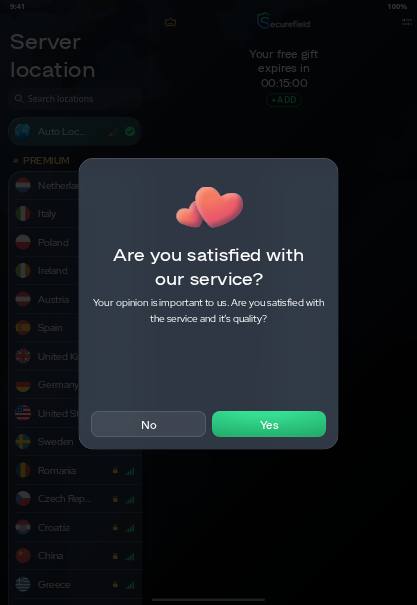 9:41
100%
Server
location
Securefield
Your free gift
expires in
00:15:00
+ADD
Search locations
Auto Loc...
PREMIUM
Italy
Poland
Ireland
Austria
Spain
United Ki
Germany
United St
Sweden
Romania
Czech Rep...
Croatia
China
Greece
Are you satisfied with
our service?
Your opinion is important to us. Are you satisfied with
the service and it's quality?
No
Yes